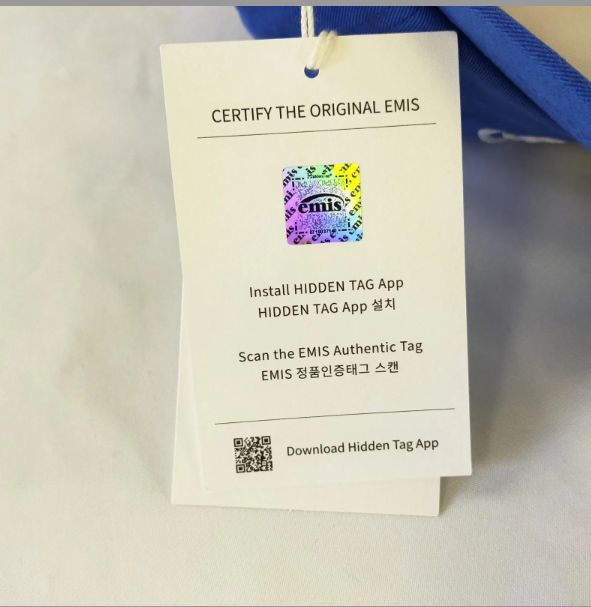 CERTIFY THE ORIGINAL EMIS
emis
Install HIDDEN TAG App
HIDDEN TAG App 설치
Scan the EMIS Authentic Tag
EMIS 정품인증태그 스캔
Download Hidden Tag App